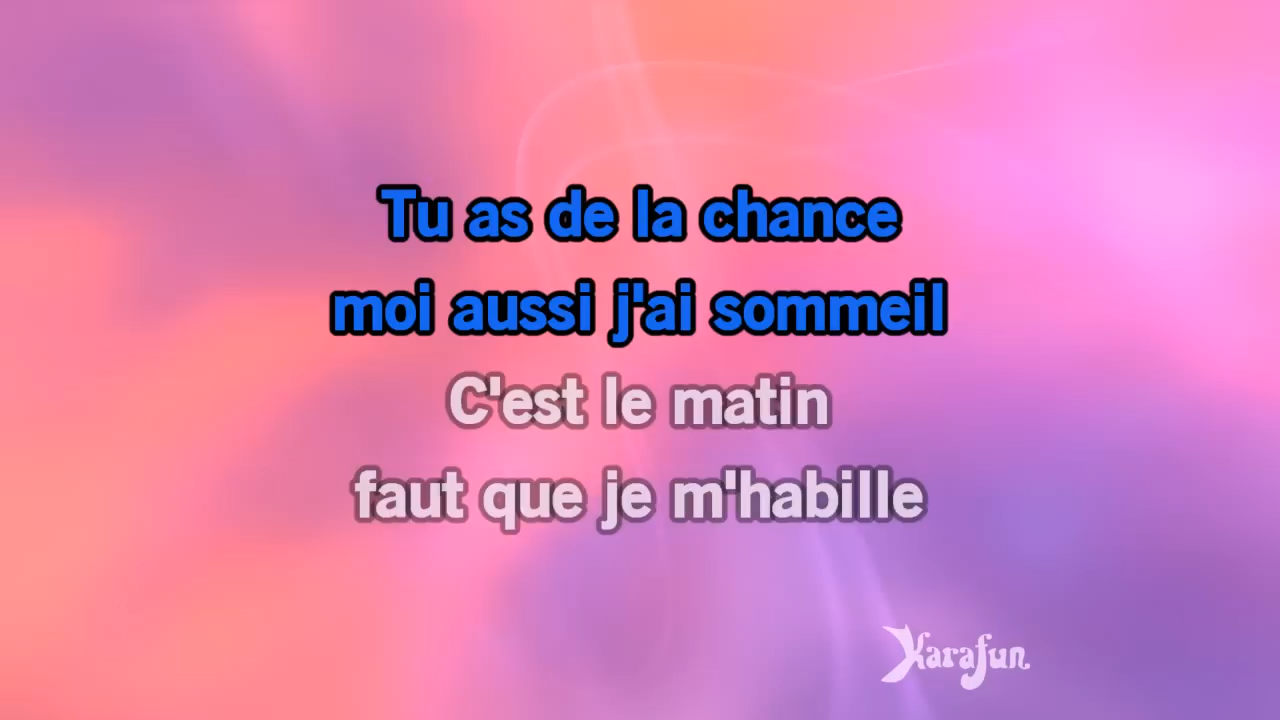 Tu as de la chance
moi aussi j'ai sommeil
C'est le matin
faut que je m'habille
Karafun